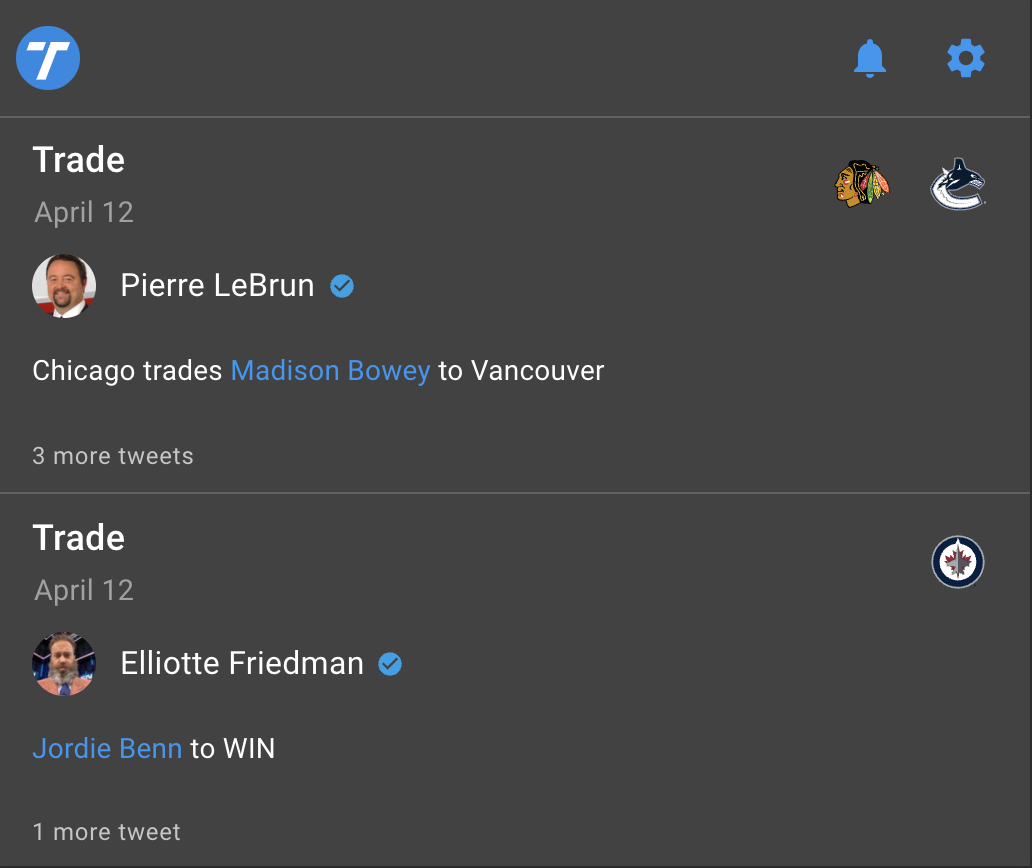 T
Trade
April 12
Pierre LeBrun
Chicago trades Madison Bowey to Vancouver
3 more tweets
Trade
April 12
Elliotte Friedman
Jordie Benn to WIN
1 more tweet